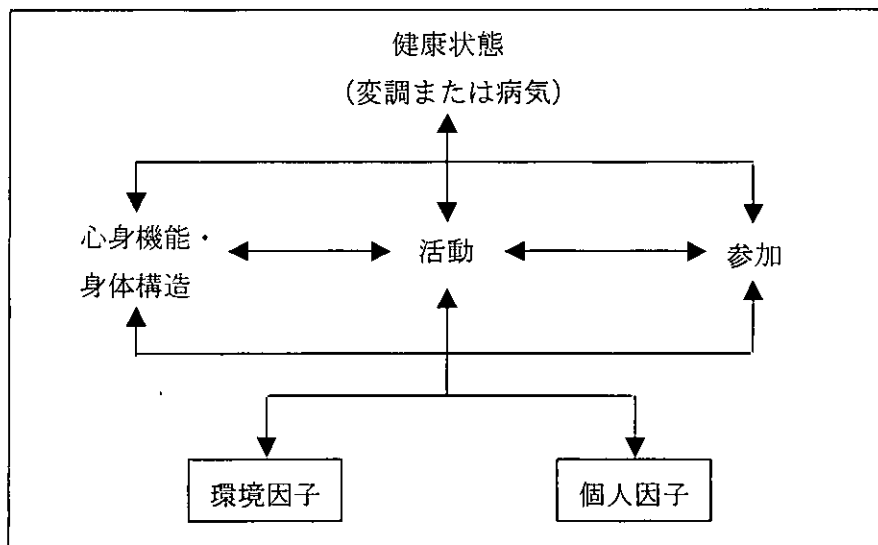 健康状態
(変調または病気)
心身機能・
身体構造
活動
参加
環境因子
個人因子